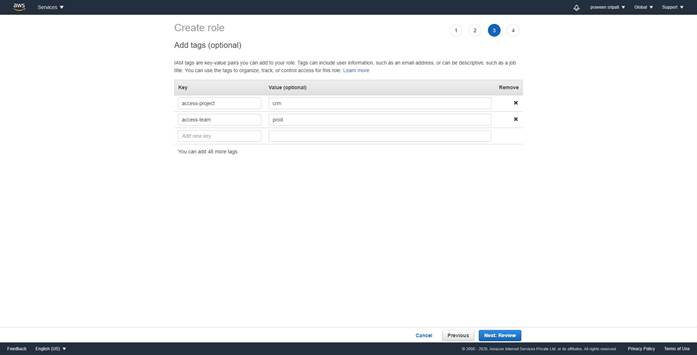 aws Services praveen sripati Global Support
Create role
1 2 3 4
Add tags (optional)
IAM tags are key-value pairs you can add to your role. Tags can include user information, such as an email address, or can be descriptive, such as a job
title. You can use the tags to organize, track, or control access for this role. Learn more
Key Value (optional) Remove
access-project crm
access-team prod
Add new key
You can add 48 more tags.
Cancel Previous Next: Review
Feedback English (US) © 2008 - 2020, Amazon Internet Services Private Ltd. or its affiliates. All rights reserved. Privacy Policy Terms of Use